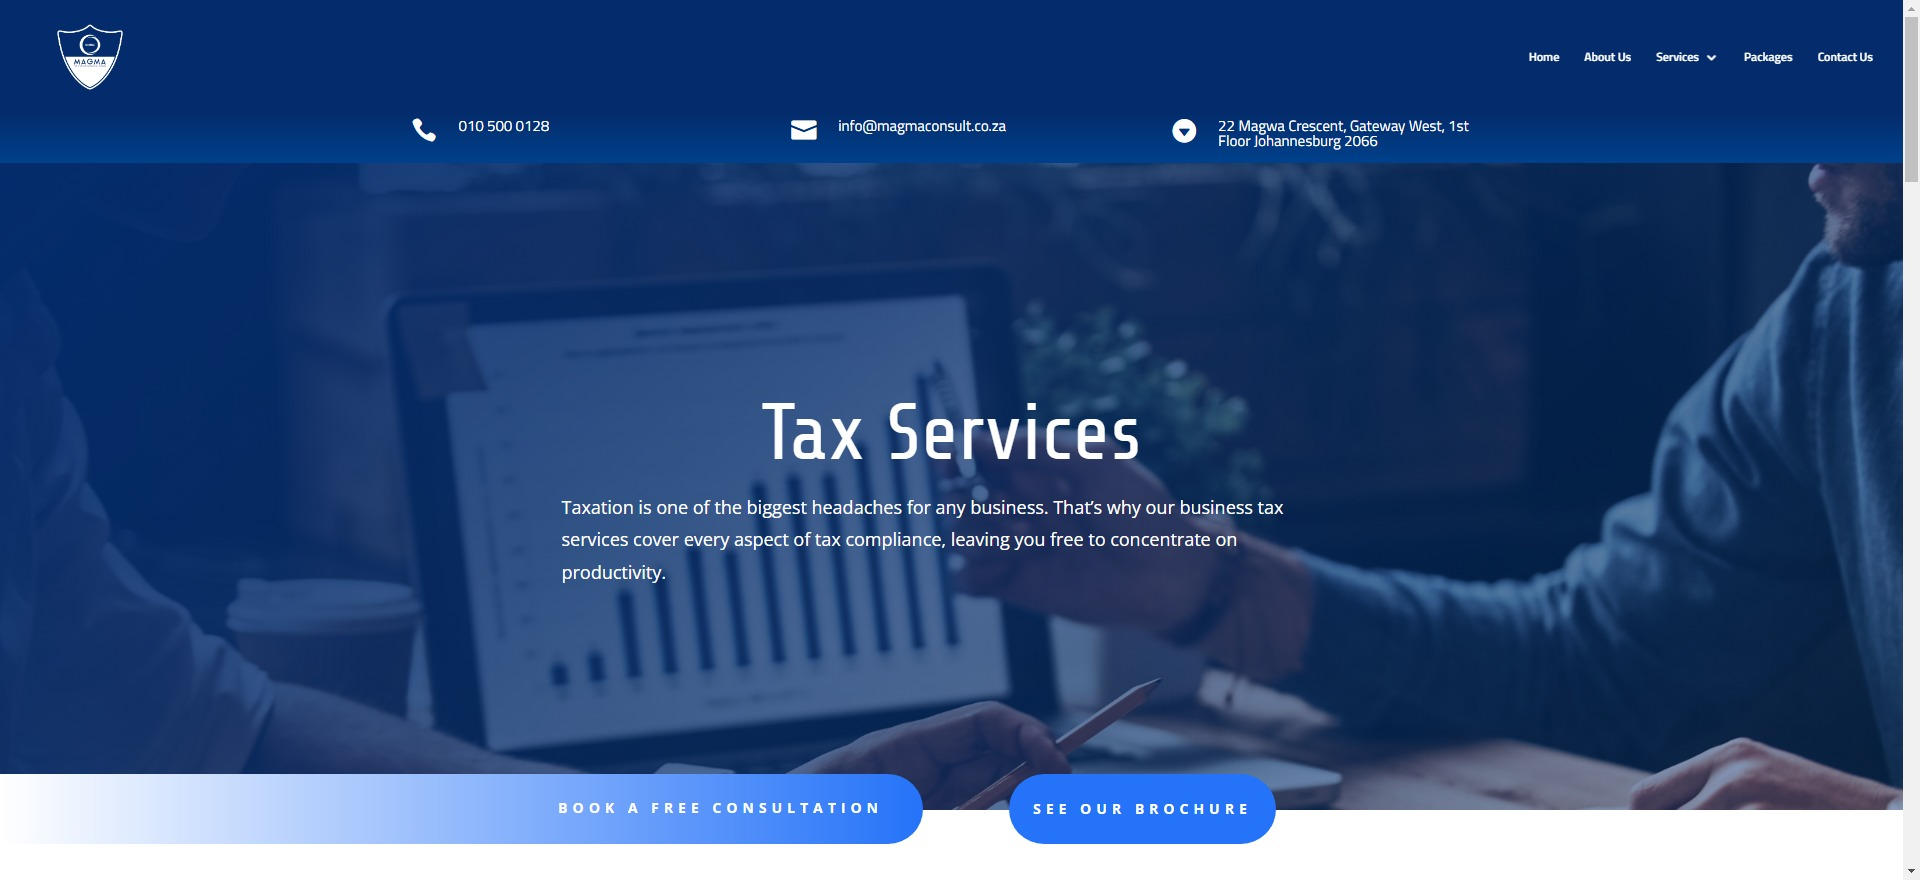 MAGMA
Home
About Us
Services
Packages
Contact Us
010 500 0128
info@magmaconsult.co.za
22 Magwa Crescent, Gateway West, 1st
Floor Johannesburg 2066
Tax Services
Taxation is one of the biggest headaches for any business. That’s why our business tax
services cover every aspect of tax compliance, leaving you free to concentrate on
productivity.
BOOK A FREE CONSULTATION
SEE OUR BROCHURE